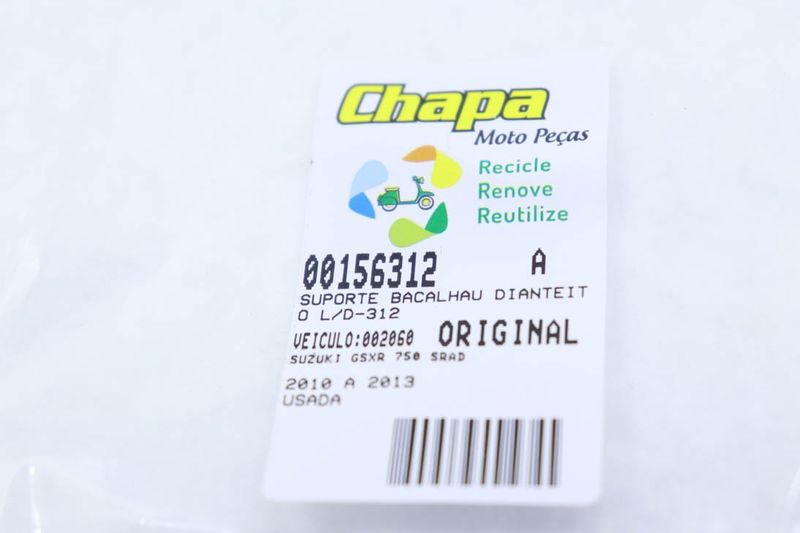 Chapa
Moto Peças
Recicle
Renove
Reutilize
00156312 A
SUPORTE BACALHAU DIANTEIT
O L/D-312
VEICULO:002060 ORIGINAL
SUZUKI GSXR 750 SRAD
2010 A 2013
USADA